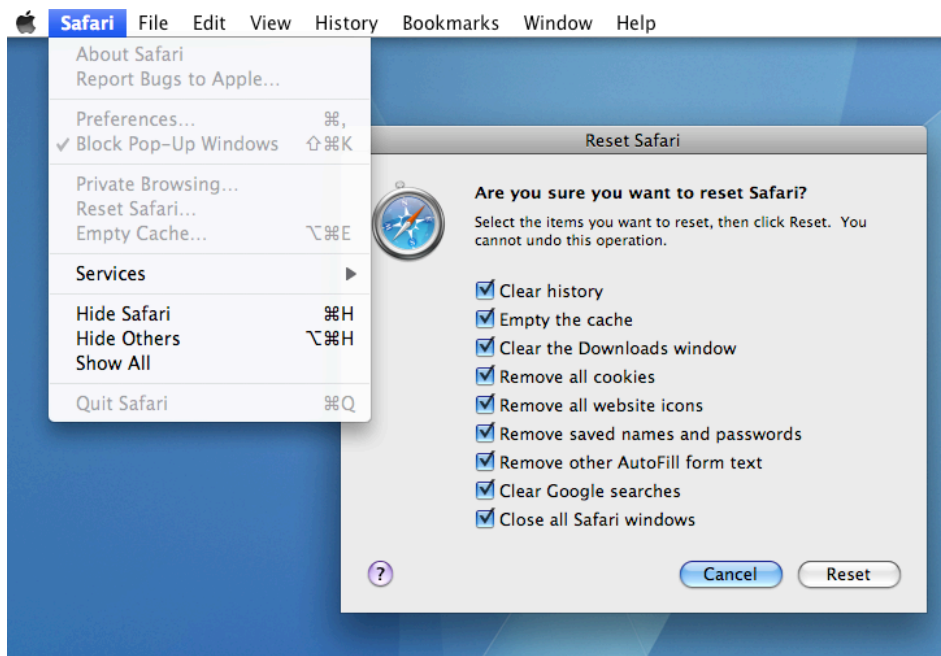 Safari File Edit View History Bookmarks Window Help
About Safari
Report Bugs to Apple...
Preferences... ⌘,
✓ Block Pop-Up Windows ⇧⌘K
Private Browsing...
Reset Safari...
Empty Cache... ⌥⌘E
Services ▶
Hide Safari ⌘H
Hide Others ⌥⌘H
Show All
Quit Safari ⌘Q
Reset Safari
Are you sure you want to reset Safari?
Select the items you want to reset, then click Reset. You
cannot undo this operation.
Clear history
Empty the cache
Clear the Downloads window
Remove all cookies
Remove all website icons
Remove saved names and passwords
Remove other AutoFill form text
Clear Google searches
Close all Safari windows
? Cancel Reset